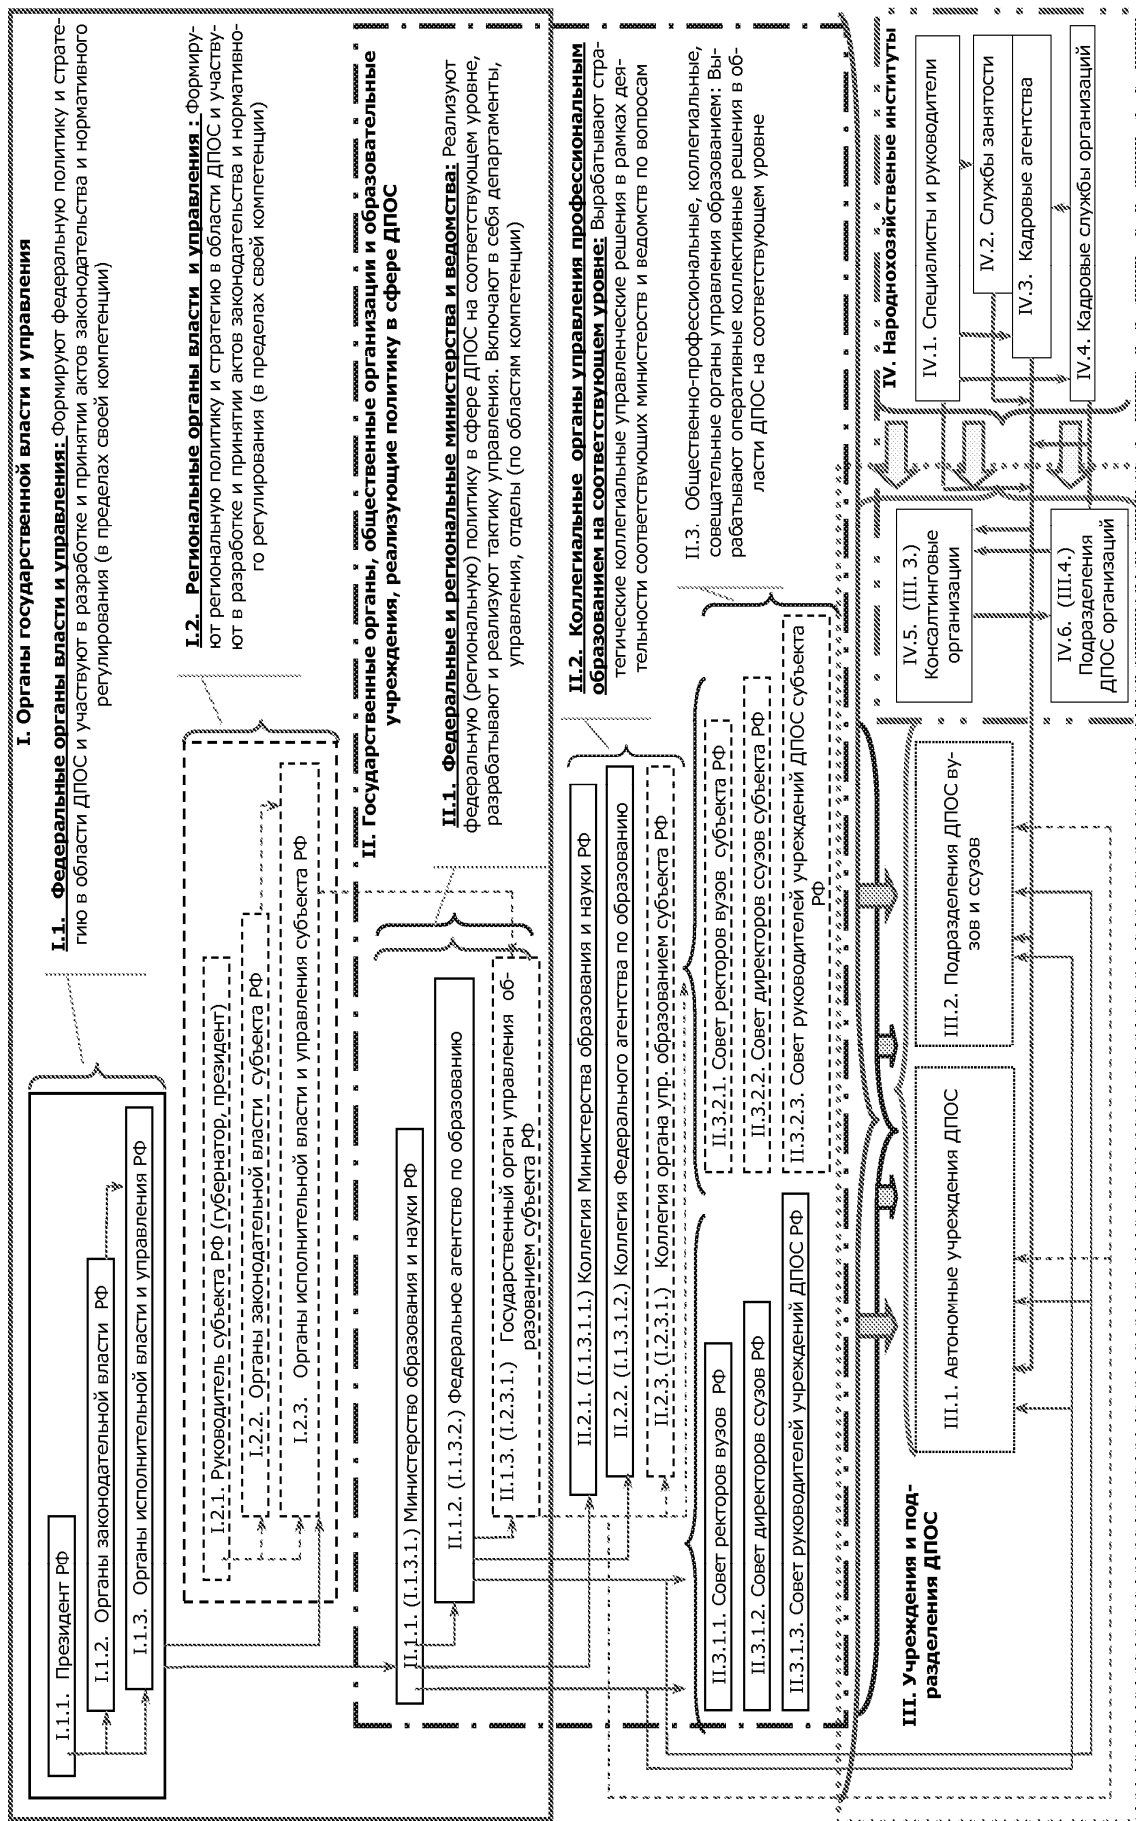 I. Органы государственной власти и управления
I.1. Федеральные органы власти и управления: Формируют федеральную политику и страте-
гию в области ДПОС и участвуют в разработке и принятии актов законодательства и нормативного
регулирования (в пределах своей компетенции)
I.1.1. Президент РФ
I.1.2. Органы законодательной власти РФ
I.1.3. Органы исполнительной власти и управления РФ
I.2. Региональные органы власти и управления : Формиру-
ют региональную политику и стратегию в области ДПОС и участву-
ют в разработке и принятии актов законодательства и нормативно-
го регулирования (в пределах своей компетенции)
I.2.1. Руководитель субъекта РФ (губернатор, президент)
I.2.2. Органы законодательной власти субъекта РФ
I.2.3. Органы исполнительной власти и управления субъекта РФ
II. Государственные органы, общественные организации и образовательные
учреждения, реализующие политику в сфере ДПОС
II.1. Федеральные и региональные министерства и ведомства: Реализуют
федеральную (региональную) политику в сфере ДПОС на соответствующем уровне,
разрабатывают и реализуют тактику управления. Включают в себя департаменты,
управления, отделы (по областям компетенции)
II.1.1. (I.1.3.1.) Министерство образования и науки РФ
II.1.2. (I.1.3.2.) Федеральное агентство по образованию
II.1.3. (I.2.3.1.) Государственный орган управления об-
разованием субъекта РФ
II.2. Коллегиальные органы управления профессиональным
образованием на соответствующем уровне: Вырабатывают стра-
тегические коллегиальные управленческие решения в рамках дея-
тельности соответствующих министерств и ведомств по вопросам
II.2.1. (I.1.3.1.1.) Коллегия Министерства образования и науки РФ
II.2.2. (I.1.3.1.2.) Коллегия Федерального агентства по образованию
II.2.3. (I.2.3.1.) Коллегия органа упр. образованием субъекта РФ
II.3. Общественно-профессиональные, коллегиальные,
совещательные органы управления образованием: Вы-
рабатывают оперативные коллективные решения в об-
ласти ДПОС на соответствующем уровне
II.3.1.1. Совет ректоров вузов РФ
II.3.1.2. Совет директоров ссузов РФ
II.3.1.3. Совет руководителей учреждений ДПОС РФ
II.3.2.1. Совет ректоров вузов субъекта РФ
II.3.2.2. Совет директоров ссузов субъекта РФ
II.3.2.3. Совет руководителей учреждений ДПОС субъекта
РФ
III. Учреждения и под-
разделения ДПОС
III.1. Автономные учреждения ДПОС
III.2. Подразделения ДПОС ву-
зов и ссузов
IV. Народнохозяйственые институты
IV.1. Специалисты и руководители
IV.2. Службы занятости
IV.3. Кадровые агентства
IV.4. Кадровые службы организаций
IV.5. (III. 3.)
Консалтинговые
организации
IV.6. (III.4.)
Подразделения
ДПОС организаций